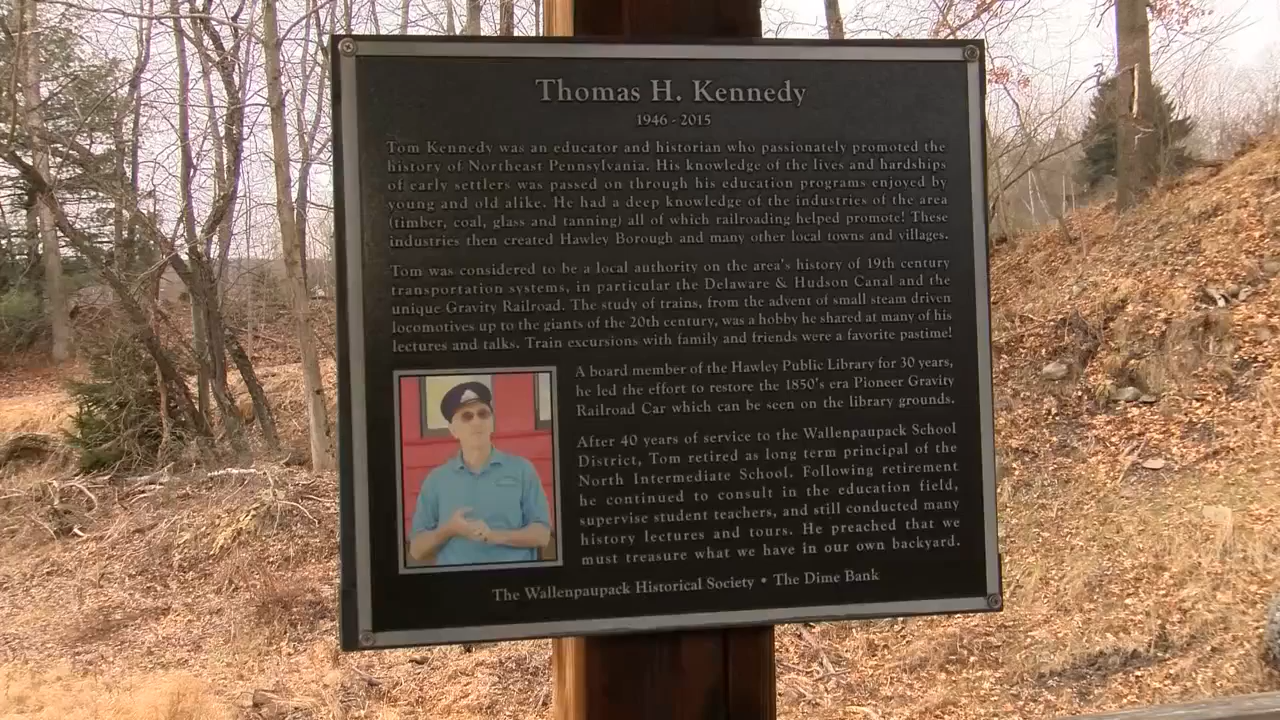 Thomas H. Kennedy
1946 - 2015
Tom Kennedy was an educator and historian who passionately promoted the
history of Northeast Pennsylvania. His knowledge of the lives and hardships
of early settlers was passed on through his education programs enjoyed by
young and old alike. He had a deep knowledge of the industries of the area
(timber, coal, glass and tanning) all of which railroading helped promote! These
industries then created Hawley Borough and many other local towns and villages.
Tom was considered to be a local authority on the area's history of 19th century
transportation systems, in particular the Delaware & Hudson Canal and the
unique Gravity Railroad. The study of trains, from the advent of small steam driven
locomotives up to the giants of the 20th century, was a hobby he shared at many of his
lectures and talks. Train excursions with family and friends were a favorite pastime!
A board member of the Hawley Public Library for 30 years,
he led the effort to restore the 1850's era Pioneer Gravity
Railroad Car which can be seen on the library grounds.
After 40 years of service to the Wallenpaupack School
District, Tom retired as long term principal of the
North Intermediate School. Following retirement
he continued to consult in the education field,
supervise student teachers, and still conducted many
history lectures and tours. He preached that we
must treasure what we have in our own backyard.
The Wallenpaupack Historical Society • The Dime Bank